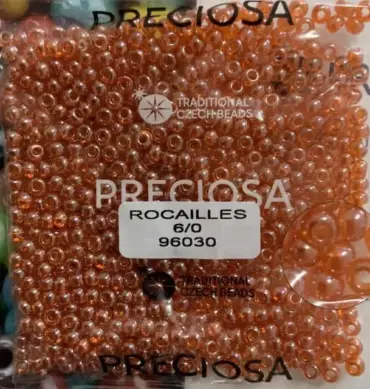 PRECIOSA
TRADITIONAL
CZECH BEADS
PRECIOSA
ROCAILLES
6/0
96030
TRADITIONAL
CZECH BEADS
PRECIOSA